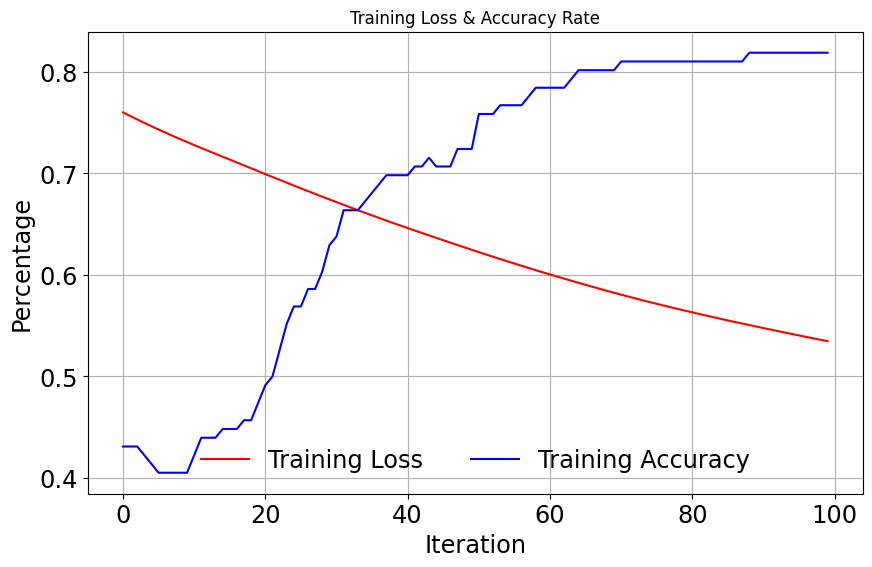 Training Loss & Accuracy Rate
0.8
0.7
0.6
0.5
0.4
Percentage
Training Loss
Training Accuracy
0 20 40 60 80 100
Iteration